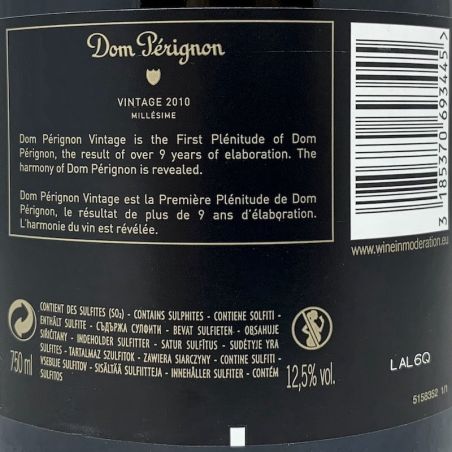 Dom Pérignon
VINTAGE 2010
MILLÉSIME
Dom Pérignon Vintage is the First Plénitude of Dom
Pérignon, the result of over 9 years of elaboration. The
harmony of Dom Pérignon is revealed.
Dom Pérignon Vintage est la Première Plénitude de Dom
Pérignon, le résultat de plus de 9 ans d'élaboration.
L'harmonie du vin est révélée.
3 185370 693445 >
www.wineinmoderation.eu
CONTIENT DES SULFITES (SO₂) - CONTAINS SULPHITES - CONTIENE SULFITI -
ENTHÄLT SULFITE - СЪДЪРЖА СУЛФИТИ - BEVAT SULFIETEN - OBSAHUJE
SIŘIČITANY - INDEHOLDER SULFITTER - SATUR SULFĪTUS - SUDĖTYJE YRA
SULFITES - TARTALMAZ SZULFITOK - ZAWIERA SIARCZYNY - CONTINE SULFITI -
VSEBUJE SULFITOV - SISÄLTÄÄ SULFIITTEJA - INNEHÅLLER SULFITER - CONTÉM
SULFITOS
750 ml
12,5% vol.
LAL6Q
5158352 1/1